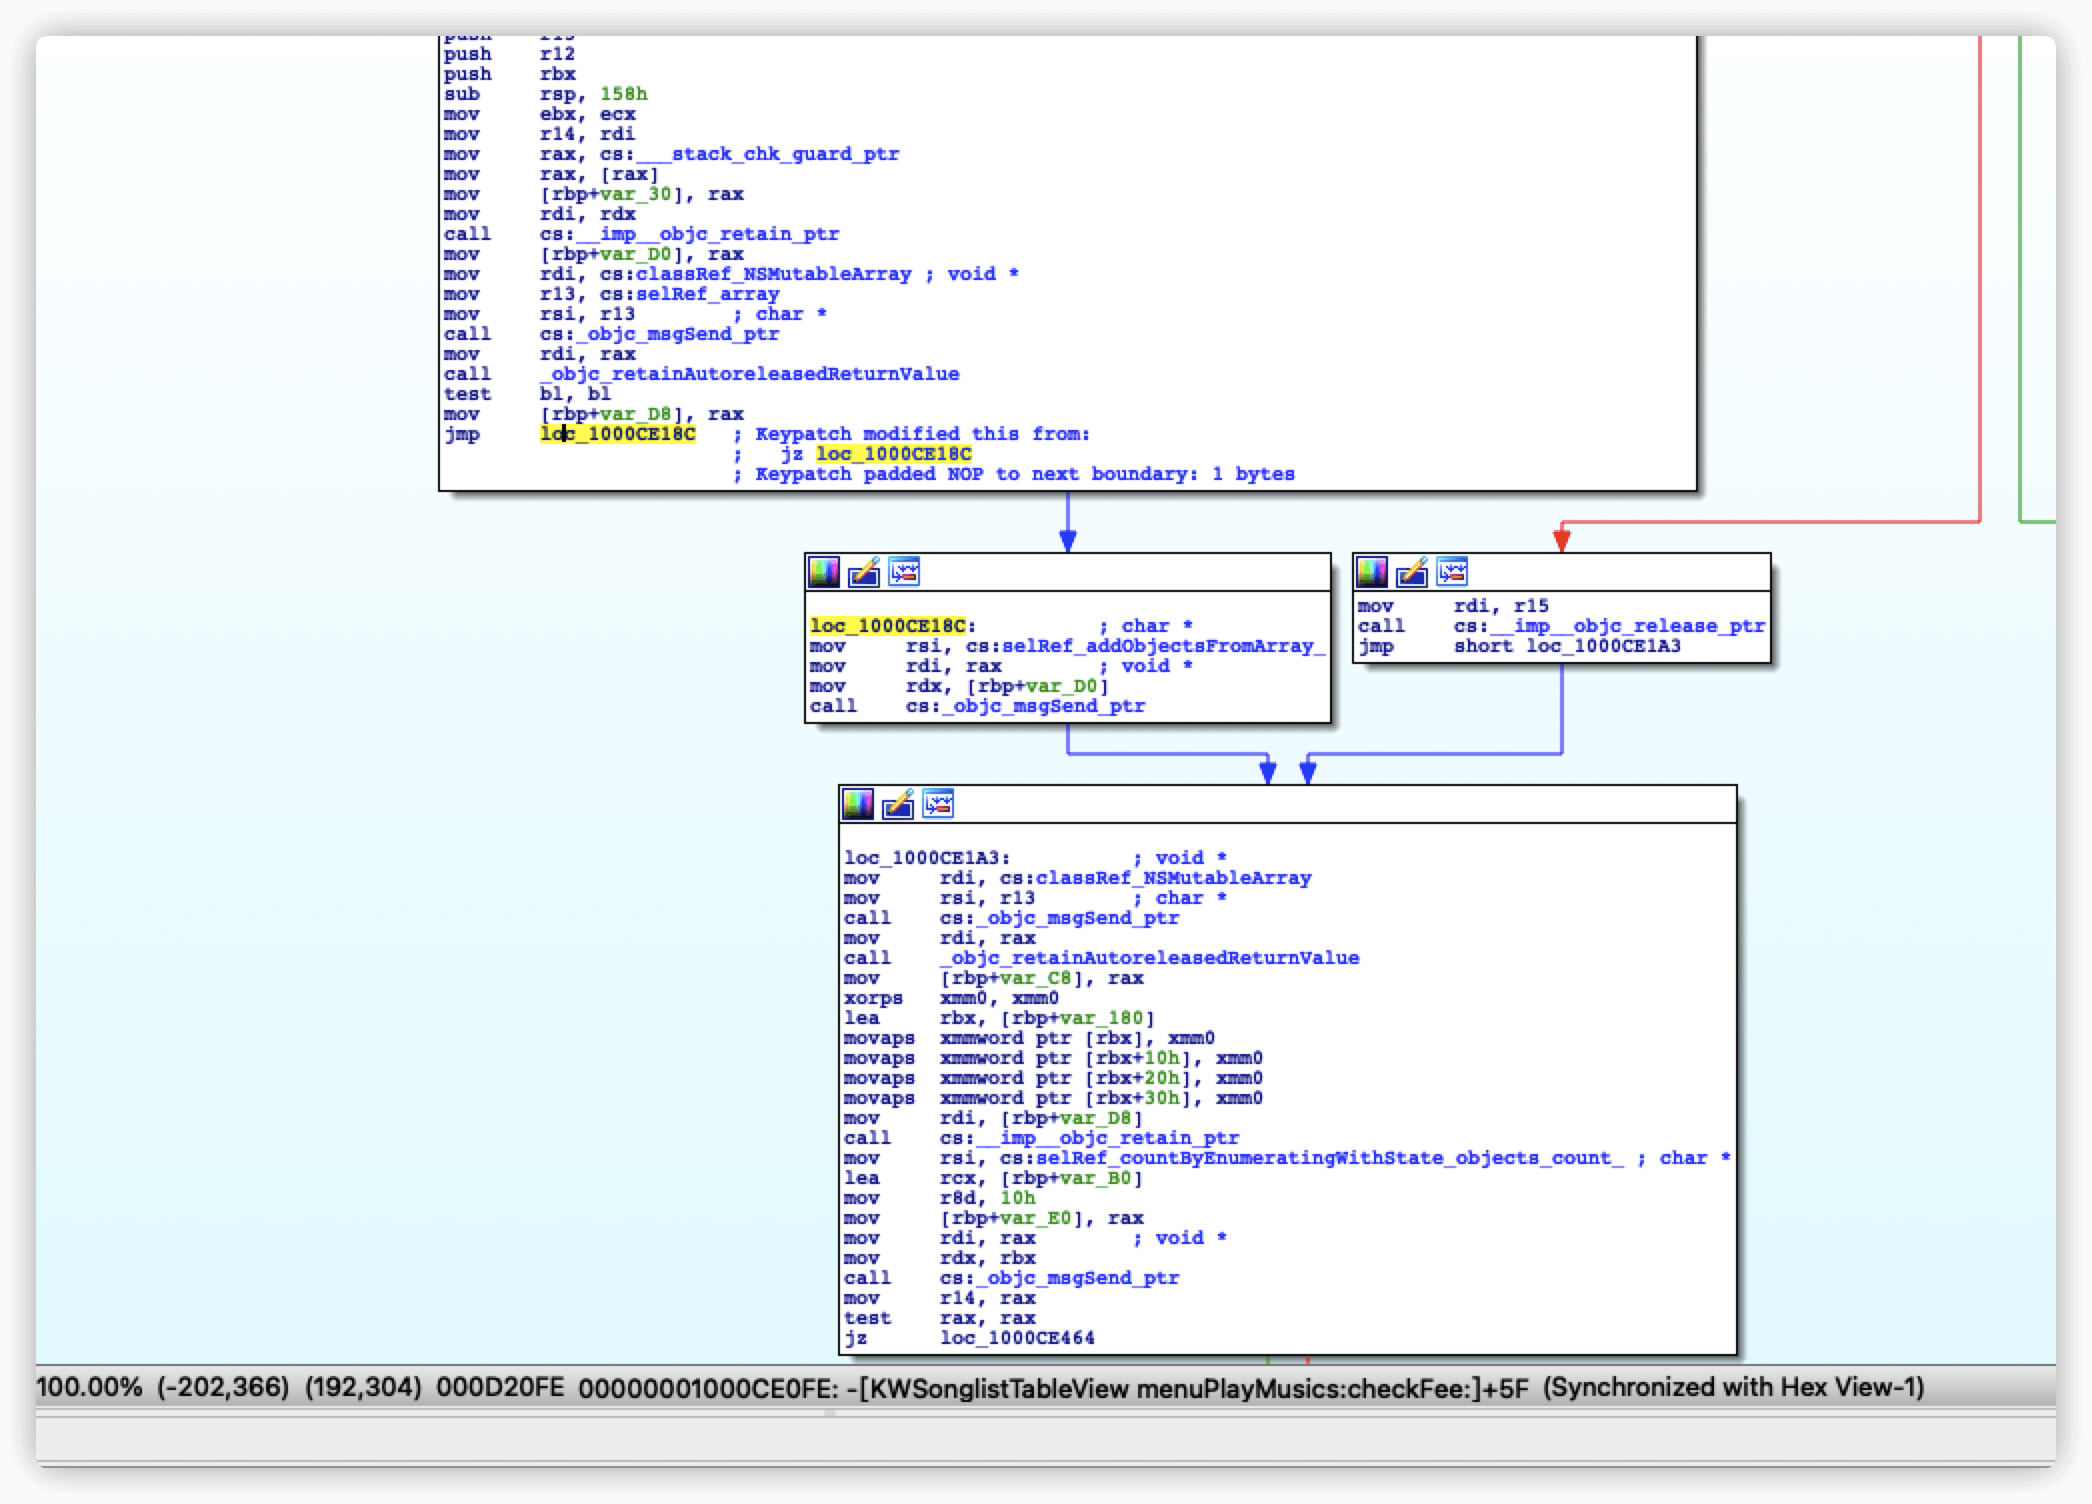 push r12
push rbx
sub rsp, 158h
mov ebx, ecx
mov r14, rdi
mov rax, cs:___stack_chk_guard_ptr
mov rax, [rax]
mov [rbp+var_30], rax
mov rdi, rdx
call cs:__imp__objc_retain_ptr
mov [rbp+var_D0], rax
mov rdi, cs:classRef_NSMutableArray ; void *
mov r13, cs:selRef_array
mov rsi, r13 ; char *
call cs:_objc_msgSend_ptr
mov rdi, rax
call _objc_retainAutoreleasedReturnValue
test bl, bl
mov [rbp+var_D8], rax
jmp loc_1000CE18C ; Keypatch modified this from:
; jz loc_1000CE18C
; Keypatch padded NOP to next boundary: 1 bytes
loc_1000CE18C: ; char *
mov rsi, cs:selRef_addObjectsFromArray_
mov rdi, rax ; void *
mov rdx, [rbp+var_D0]
call cs:_objc_msgSend_ptr
mov rdi, r15
call cs:__imp__objc_release_ptr
jmp short loc_1000CE1A3
loc_1000CE1A3: ; void *
mov rdi, cs:classRef_NSMutableArray
mov rsi, r13 ; char *
call cs:_objc_msgSend_ptr
mov rdi, rax
call _objc_retainAutoreleasedReturnValue
mov [rbp+var_C8], rax
xorps xmm0, xmm0
lea rbx, [rbp+var_180]
movaps xmmword ptr [rbx], xmm0
movaps xmmword ptr [rbx+10h], xmm0
movaps xmmword ptr [rbx+20h], xmm0
movaps xmmword ptr [rbx+30h], xmm0
mov rdi, [rbp+var_D8]
call cs:__imp__objc_retain_ptr
mov rsi, cs:selRef_countByEnumeratingWithState_objects_count_ ; char *
lea rcx, [rbp+var_B0]
mov r8d, 10h
mov [rbp+var_E0], rax
mov rdi, rax ; void *
mov rdx, rbx
call cs:_objc_msgSend_ptr
mov r14, rax
test rax, rax
jz loc_1000CE464
100.00% (-202,366) (192,304) 000D20FE 00000001000CE0FE: -[KWSonglistTableView menuPlayMusics:checkFee:]+5F (Synchronized with Hex View-1)